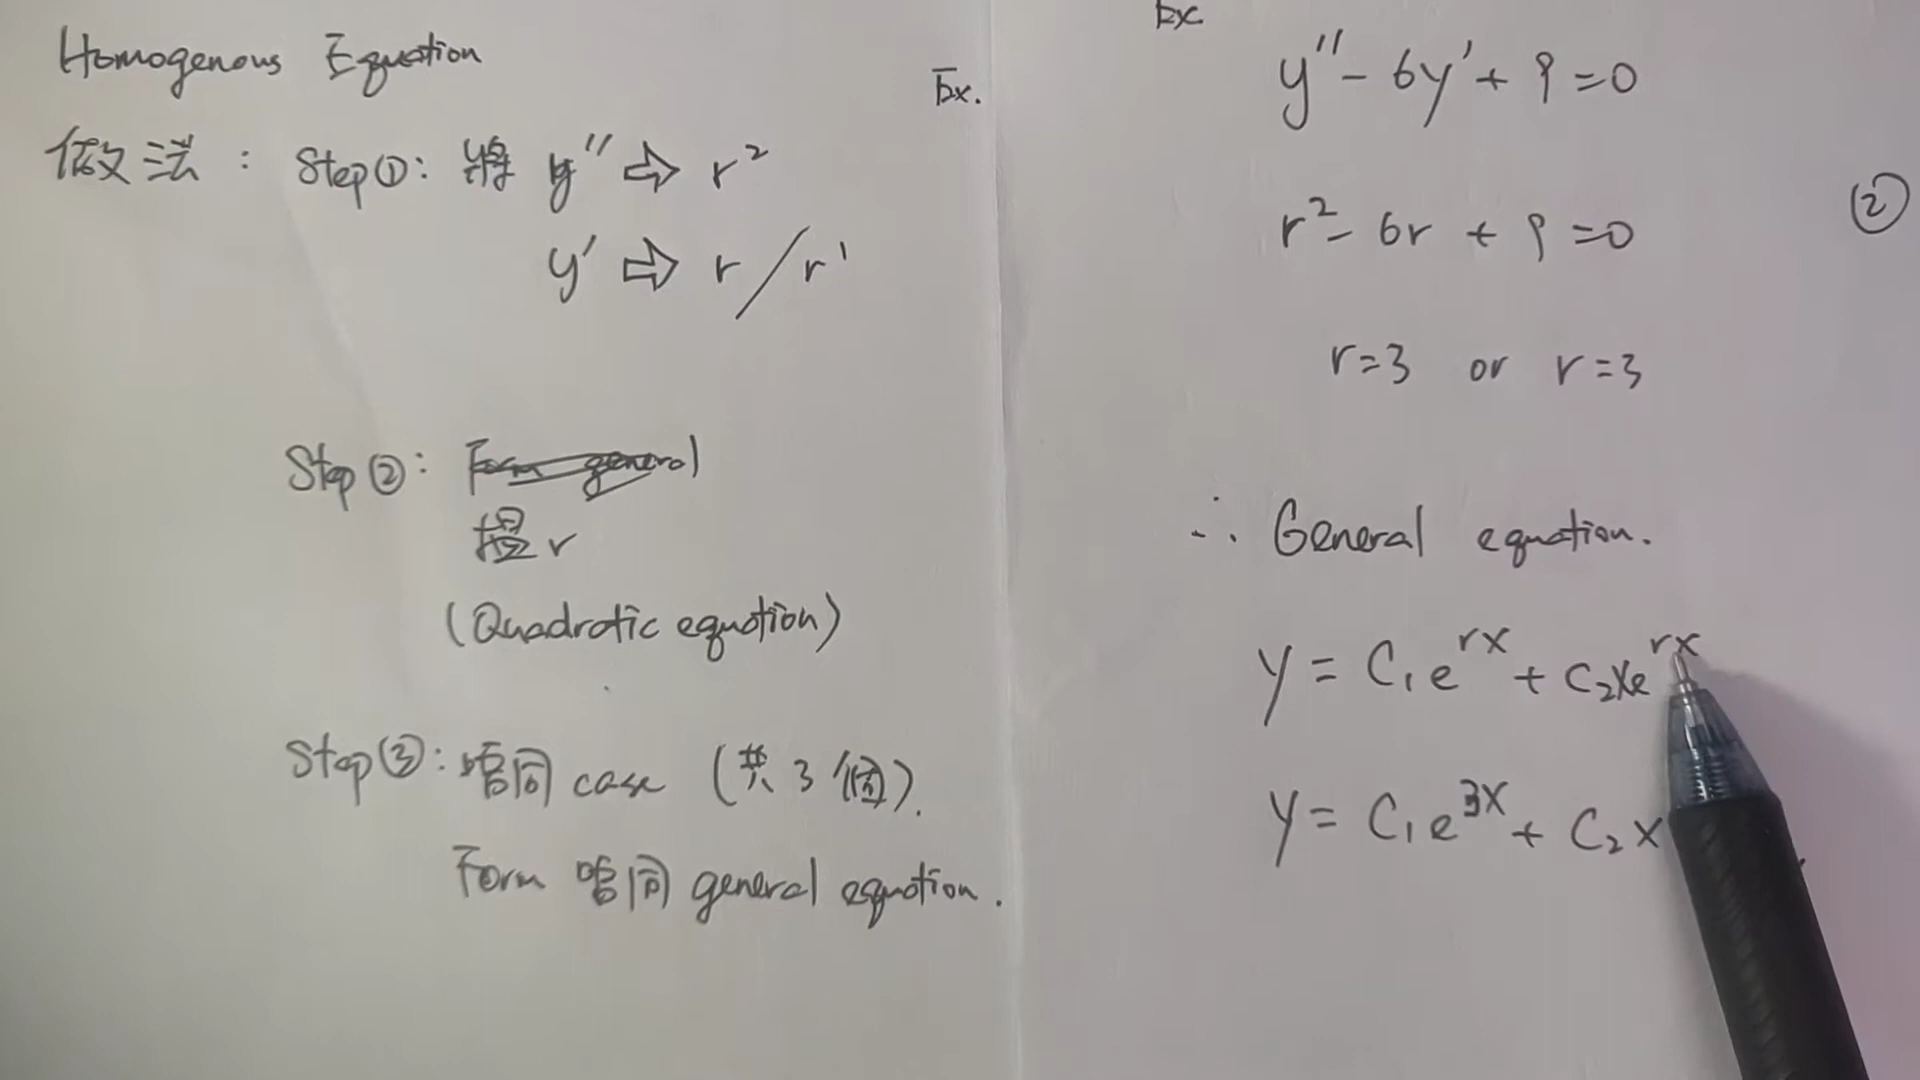 Homogenous Equation
做法 : Step①: 將 y'' ⇨ r²
y' ⇨ r / r'
Step②: Form general
搵 r
(Quadratic equation)
Step③: 唔同 case (共 3 個).
Form 唔同 general equation.
Ex.
Ex.
y'' - 6y' + 9 = 0
r² - 6r + 9 = 0
②
r = 3 or r = 3
∴ General equation.
y = C₁e^{rx} + C₂xe^{rx}
y = C₁e^{3x} + C₂x